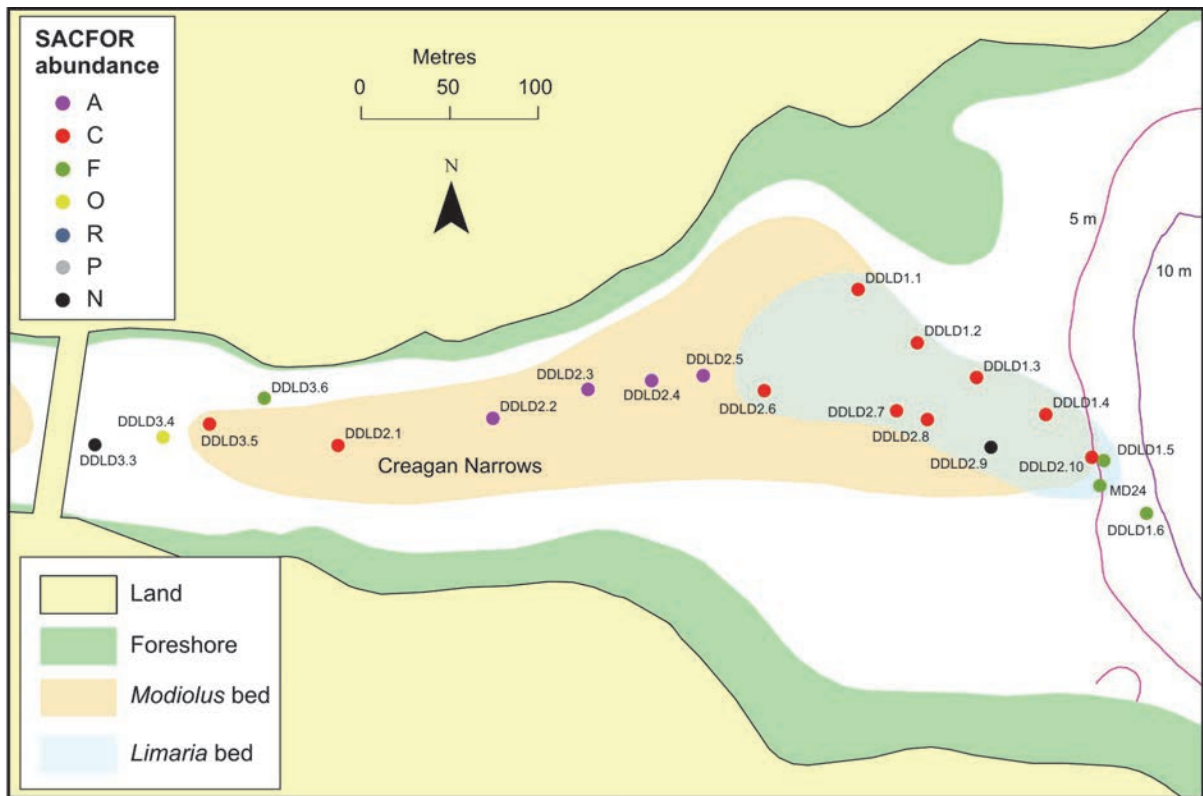 SACFOR
abundance
A
C
F
O
R
P
N
Metres
0 50 100
N
5 m
10 m
DDLD1.1
DDLD1.2
DDLD1.3
DDLD1.4
DDLD1.5
DDLD1.6
MD24
DDLD2.10
DDLD2.9
DDLD2.8
DDLD2.7
DDLD2.6
DDLD2.5
DDLD2.4
DDLD2.3
DDLD2.2
DDLD2.1
DDLD3.6
DDLD3.5
DDLD3.4
DDLD3.3
Creagan Narrows
Land
Foreshore
Modiolus bed
Limaria bed